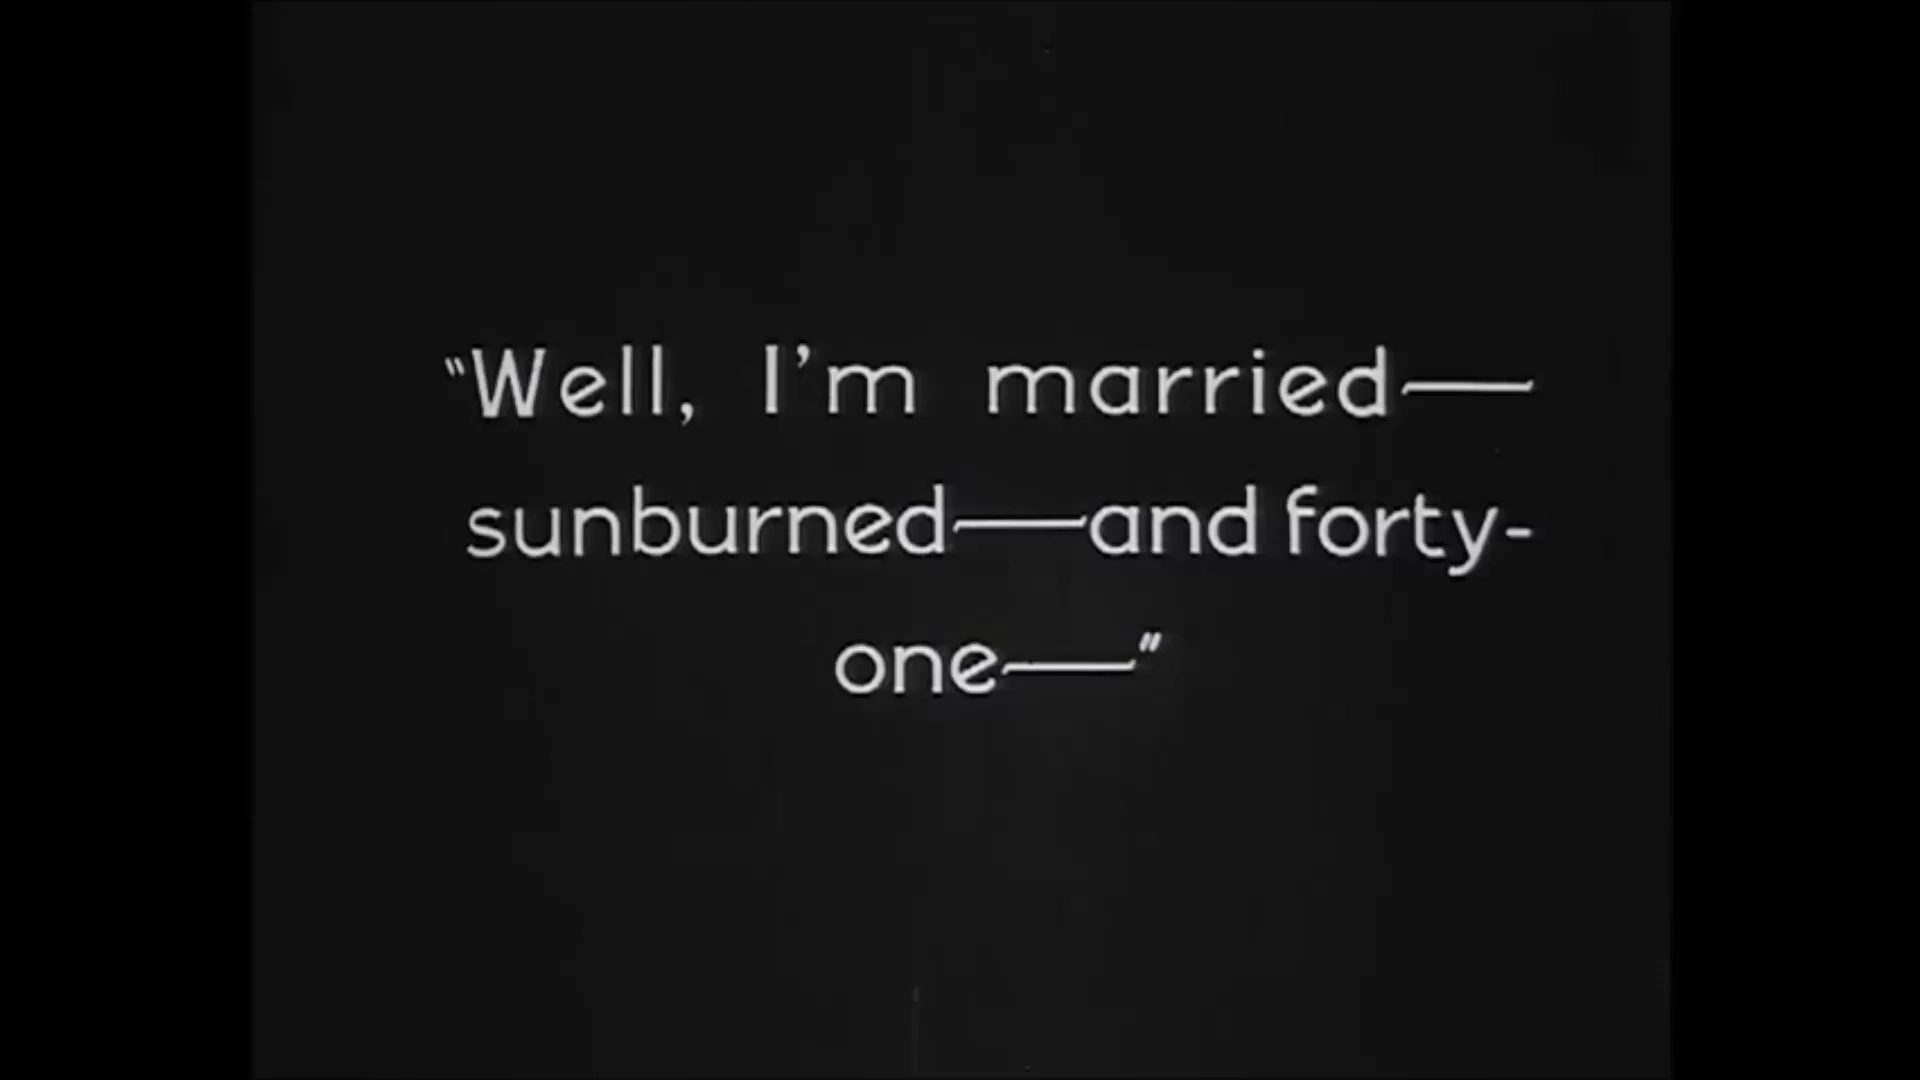 "Well, I'm married—
sunburned—and forty-
one—"